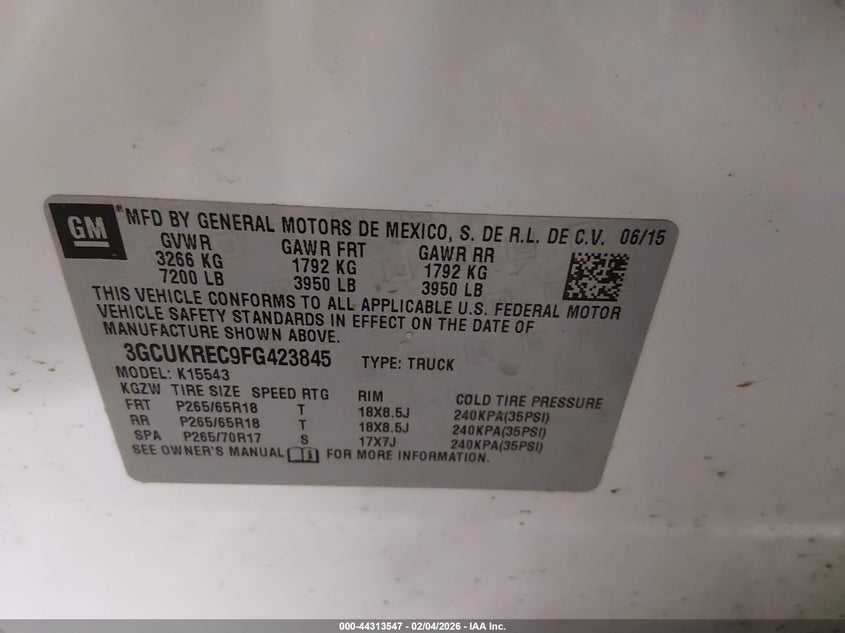 GM
® MFD BY GENERAL MOTORS DE MEXICO, S. DE R.L. DE C.V. 06/15
GVWR GAWR FRT GAWR RR
3266 KG 1792 KG 1792 KG
7200 LB 3950 LB 3950 LB
THIS VEHICLE CONFORMS TO ALL APPLICABLE U.S. FEDERAL MOTOR
VEHICLE SAFETY STANDARDS IN EFFECT ON THE DATE OF
MANUFACTURE SHOWN ABOVE.
3GCUKREC9FG423845 TYPE: TRUCK
MODEL: K15543
KGZW TIRE SIZE SPEED RTG RIM COLD TIRE PRESSURE
FRT P265/65R18 T 18X8.5J 240KPA(35PSI)
RR P265/65R18 T 18X8.5J 240KPA(35PSI)
SPA P265/70R17 S 17X7J 240KPA(35PSI)
SEE OWNER'S MANUAL i FOR MORE INFORMATION.
000-44313547 - 02/04/2026 - IAA Inc.